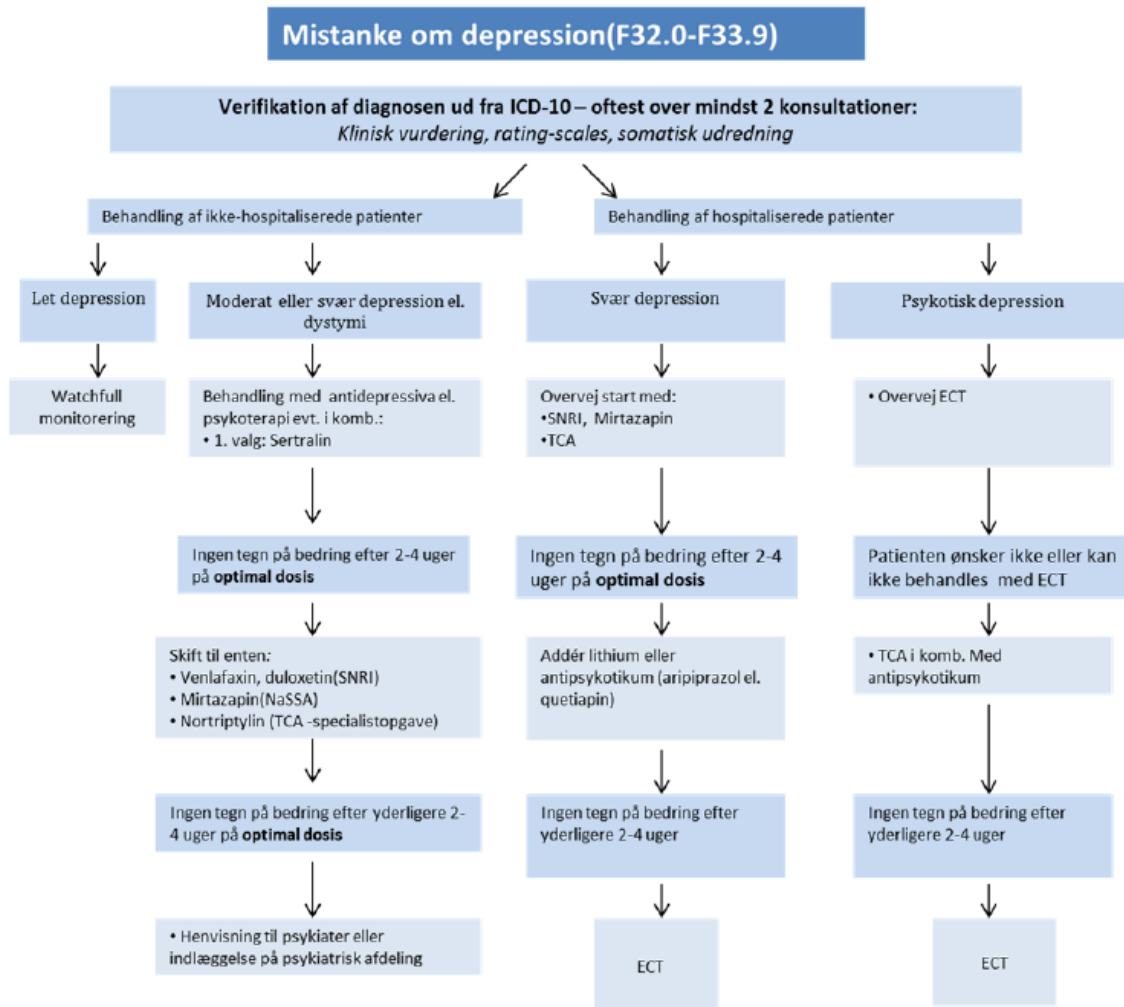 Mistanke om depression(F32.0-F33.9)
Verifikation af diagnosen ud fra ICD-10 – oftest over mindst 2 konsultationer:
Klinisk vurdering, rating-scales, somatisk udredning
Behandling af ikke-hospitaliserede patienter
Behandling af hospitaliserede patienter
Let depression
Moderat eller svær depression el.
dystymi
Svær depression
Psykotisk depression
Watchfull
monitorering
Behandling med antidepressiva el.
psykoterapi evt. i komb.:
• 1. valg: Sertralin
Overvej start med:
•SNRI, Mirtazapin
•TCA
• Overvej ECT
Ingen tegn på bedring efter 2-4 uger
på optimal dosis
Ingen tegn på bedring efter 2-4
uger på optimal dosis
Patienten ønsker ikke eller kan
ikke behandles med ECT
Skift til enten:
• Venlafaxin, duloxetin(SNRI)
• Mirtazapin(NaSSA)
• Nortriptylin (TCA -specialistopgave)
Addér lithium eller
antipsykotikum (aripiprazol el.
quetiapin)
• TCA i komb. Med
antipsykotikum
Ingen tegn på bedring efter yderligere 2-
4 uger på optimal dosis
Ingen tegn på bedring efter
yderligere 2-4 uger
Ingen tegn på bedring efter
yderligere 2-4 uger
• Henvisning til psykiater eller
indlæggelse på psykiatrisk afdeling
ECT
ECT